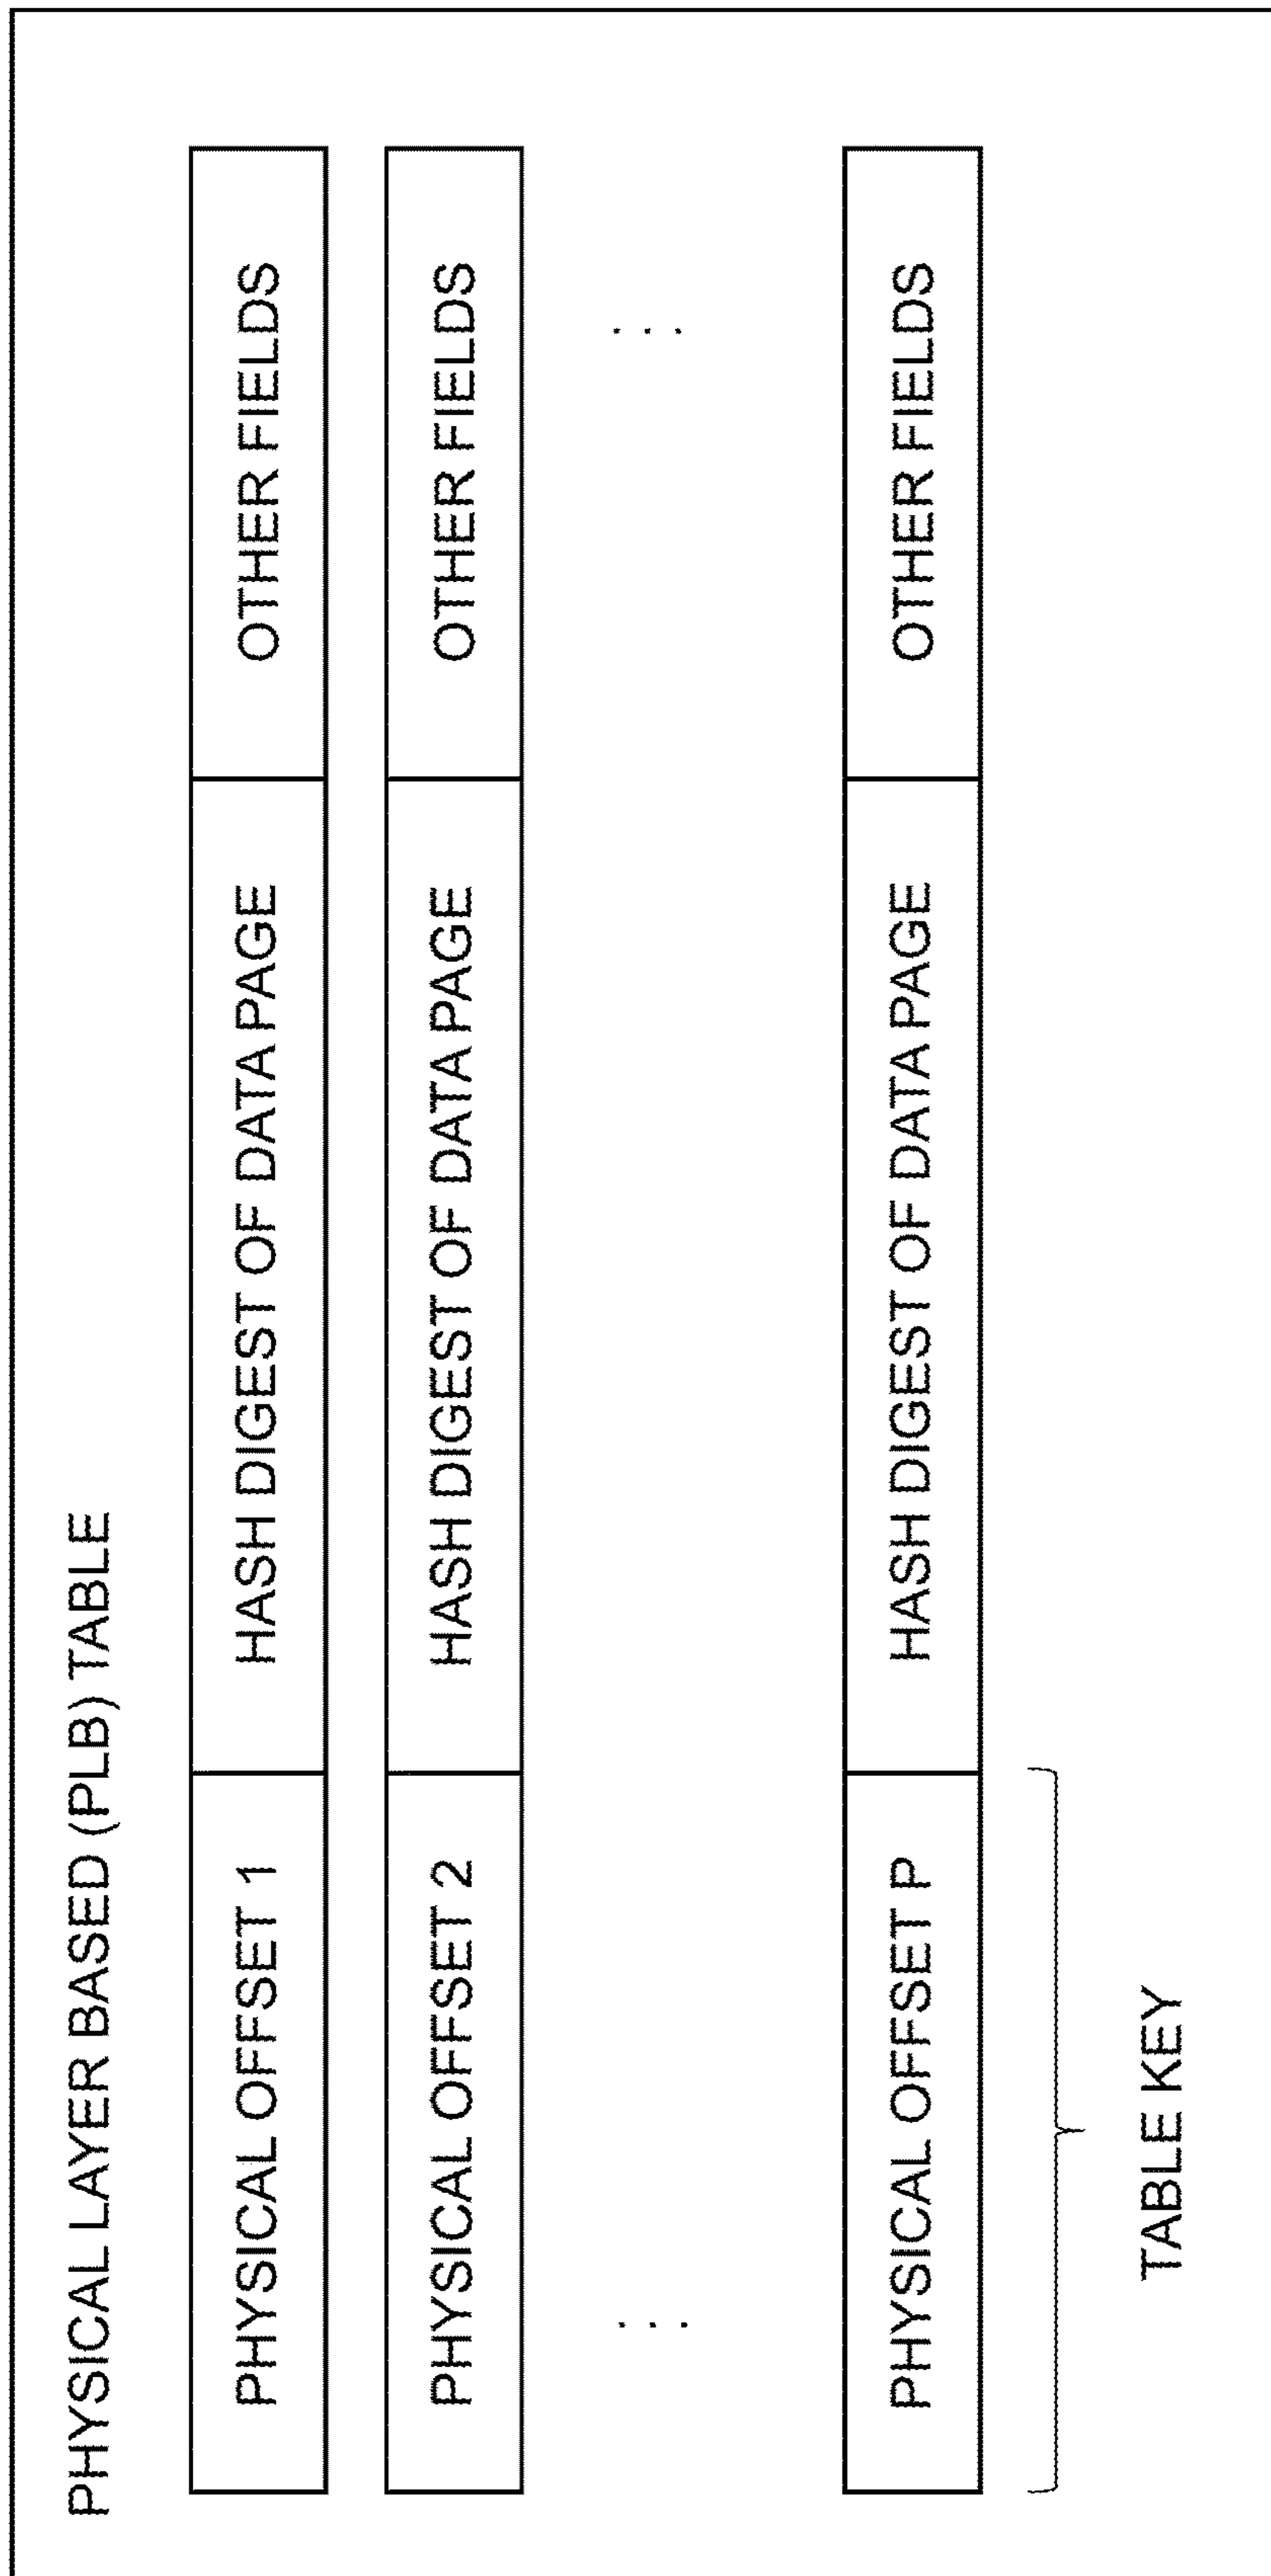 PHYSICAL LAYER BASED (PLB) TABLE
PHYSICAL OFFSET 1 HASH DIGEST OF DATA PAGE OTHER FIELDS
PHYSICAL OFFSET 2 HASH DIGEST OF DATA PAGE OTHER FIELDS
. . . . . .
PHYSICAL OFFSET P HASH DIGEST OF DATA PAGE OTHER FIELDS
TABLE KEY